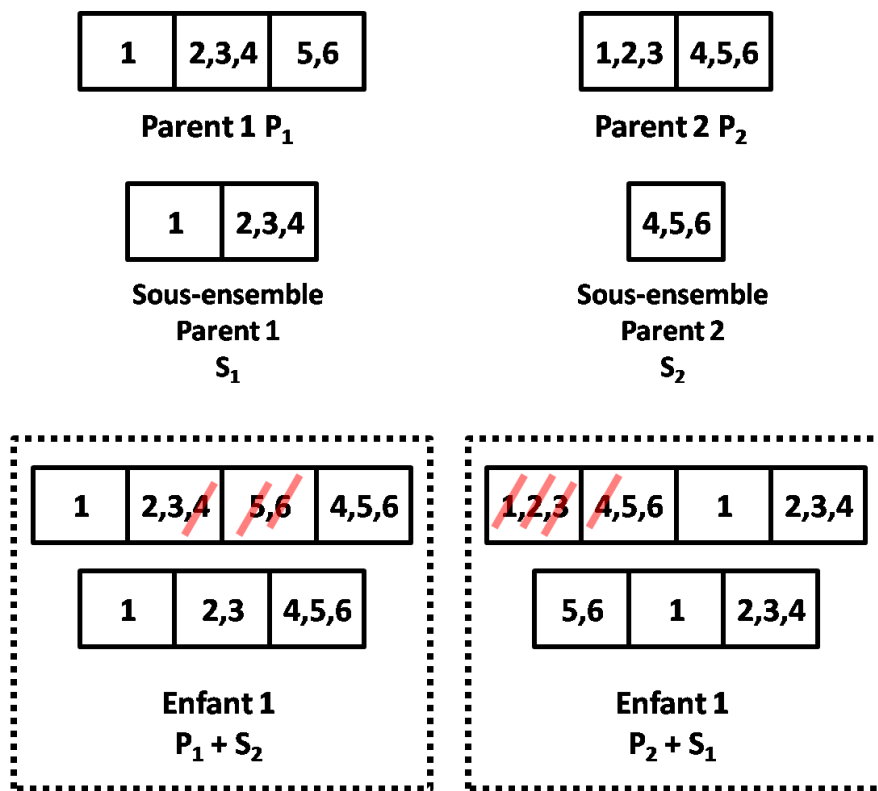 1 2,3,4 5,6
Parent 1 P₁
1,2,3 4,5,6
Parent 2 P₂
1 2,3,4
Sous-ensemble
Parent 1
S₁
4,5,6
Sous-ensemble
Parent 2
S₂
1 2,3,4 5,6 4,5,6
1 2,3 4,5,6
Enfant 1
P₁ + S₂
1,2,3 4,5,6 1 2,3,4
5,6 1 2,3,4
Enfant 1
P₂ + S₁